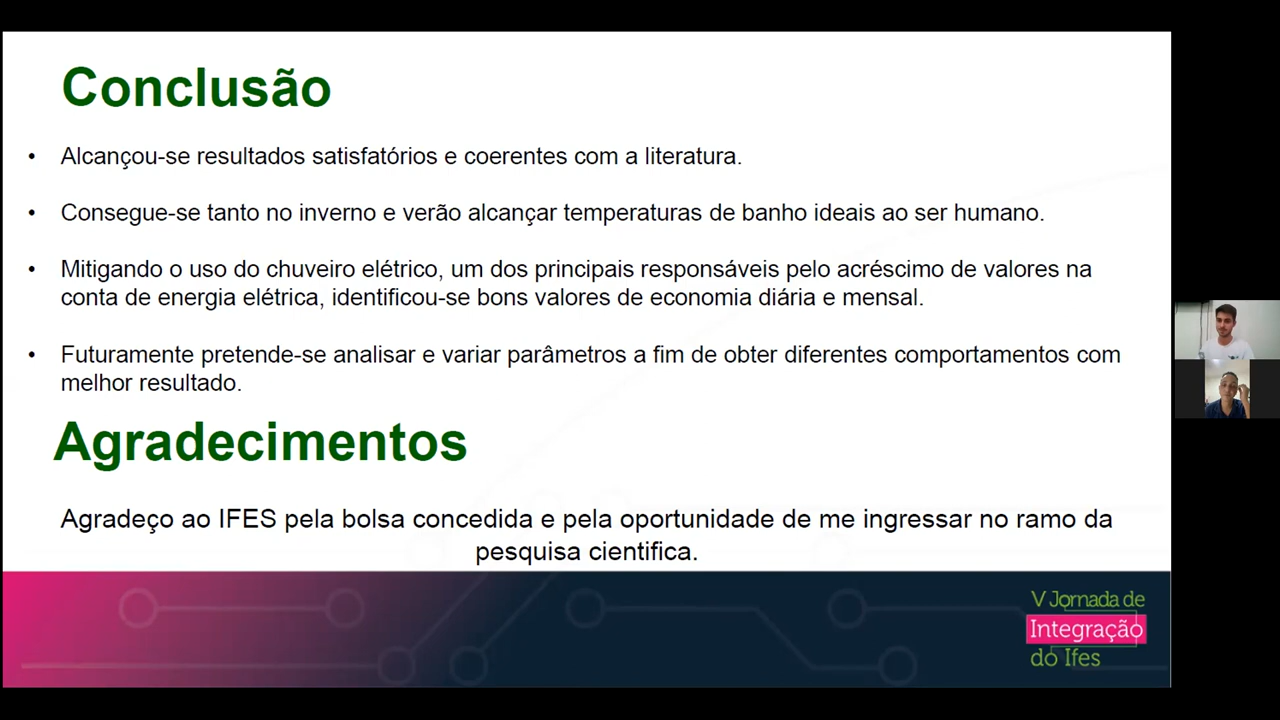 Conclusão
• Alcançou-se resultados satisfatórios e coerentes com a literatura.
• Consegue-se tanto no inverno e verão alcançar temperaturas de banho ideais ao ser humano.
• Mitigando o uso do chuveiro elétrico, um dos principais responsáveis pelo acréscimo de valores na
conta de energia elétrica, identificou-se bons valores de economia diária e mensal.
• Futuramente pretende-se analisar e variar parâmetros a fim de obter diferentes comportamentos com
melhor resultado.
Agradecimentos
Agradeço ao IFES pela bolsa concedida e pela oportunidade de me ingressar no ramo da
pesquisa cientifica.
V Jornada de
Integração
do Ifes